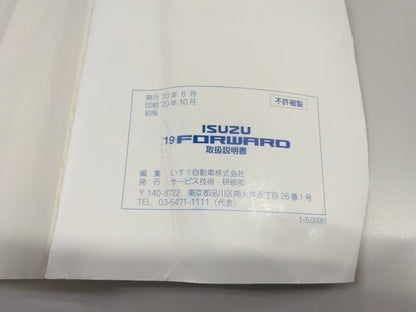 発行 '20年 6月
印刷 '20年 10月
初版
不許複製
ISUZU
'19 FORWARD
取扱説明書
編 集 いすゞ自動車株式会社
発 行 サービス技術・研修部
〒140-8722 東京都品川区南大井6丁目26番1号
TEL 03-5471-1111（代表）
1-5,000(K)